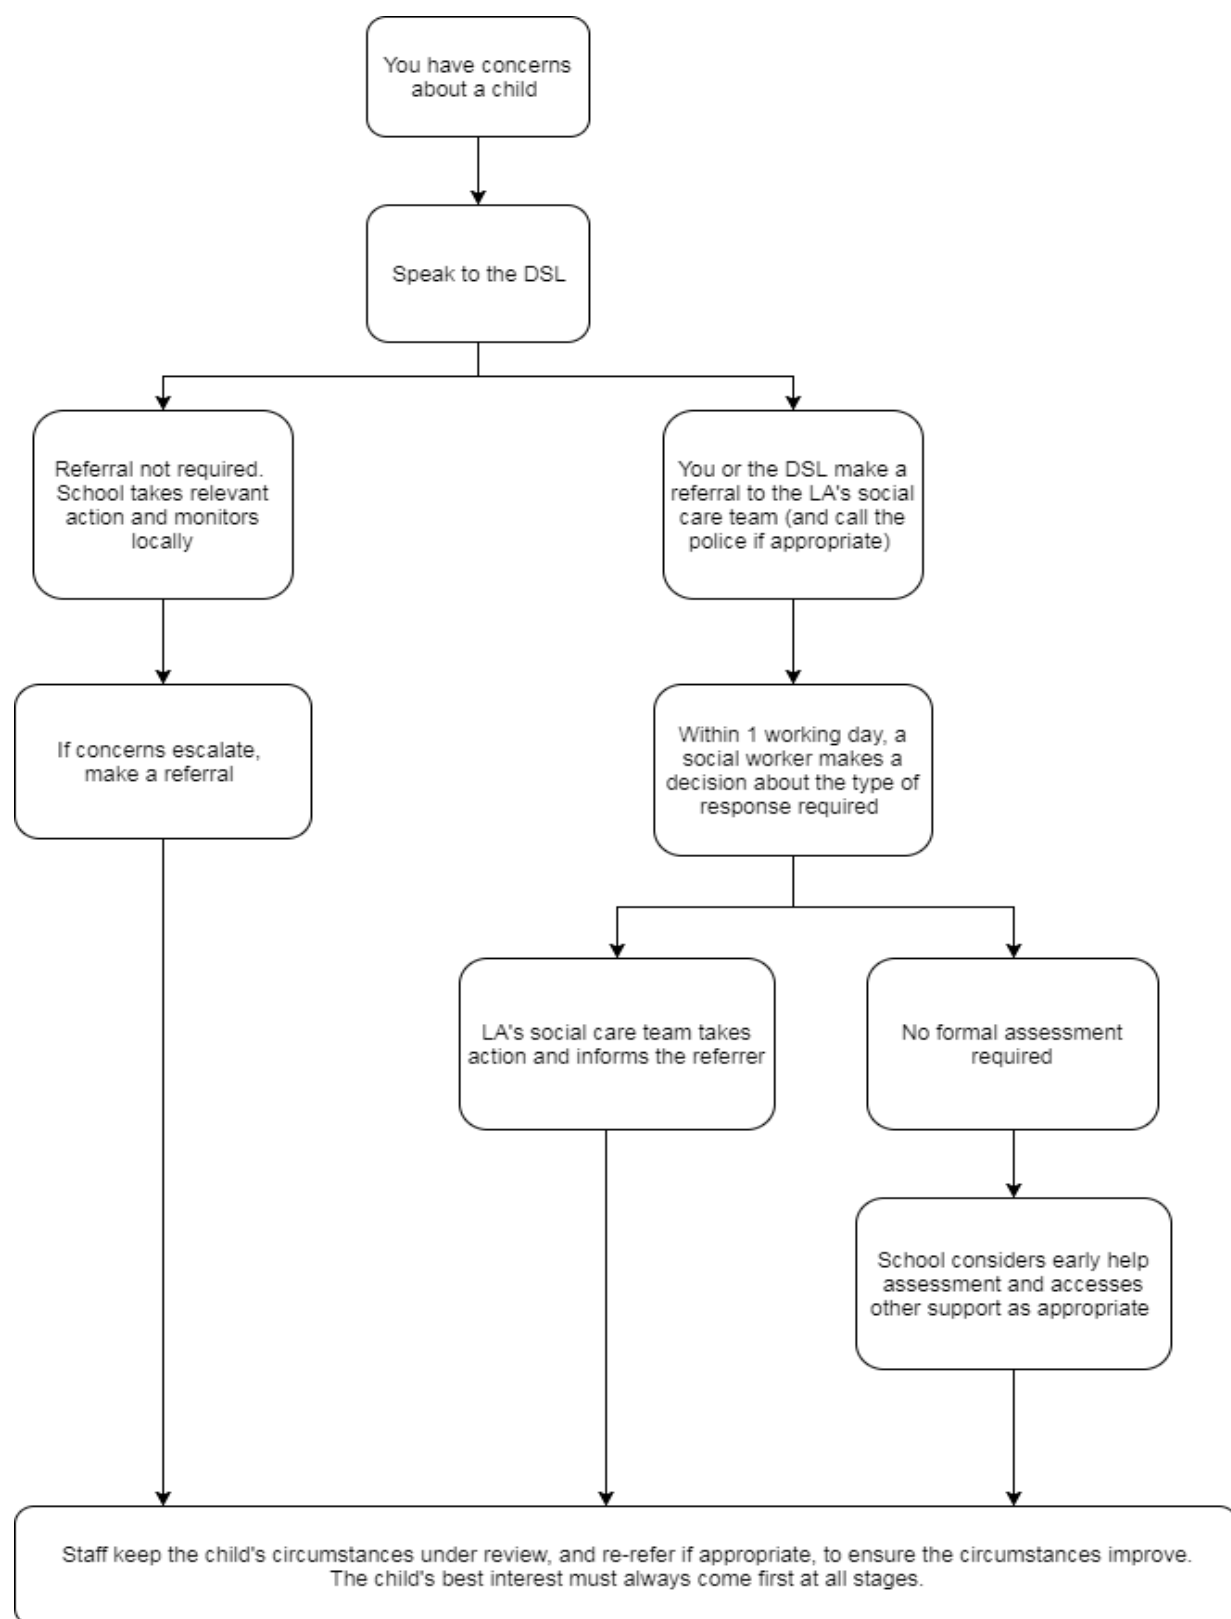 You have concerns
about a child
Speak to the DSL
Referral not required.
School takes relevant
action and monitors
locally
You or the DSL make a
referral to the LA's social
care team (and call the
police if appropriate)
If concerns escalate,
make a referral
Within 1 working day, a
social worker makes a
decision about the type of
response required
LA's social care team takes
action and informs the referrer
No formal assessment
required
School considers early help
assessment and accesses
other support as appropriate
Staff keep the child's circumstances under review, and re-refer if appropriate, to ensure the circumstances improve.
The child's best interest must always come first at all stages.